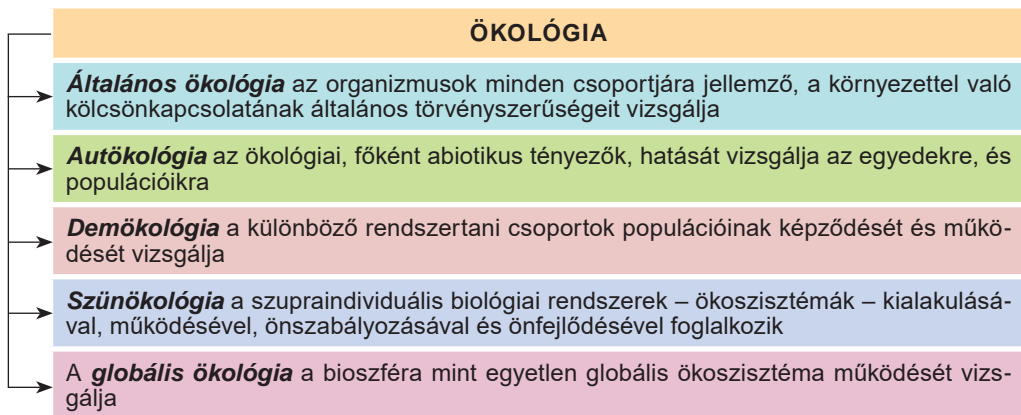 ÖKOLÓGIA
Általános ökológia az organizmusok minden csoportjára jellemző, a környezettel való
kölcsönkapcsolatának általános törvényszerűségeit vizsgálja
Autökológia az ökológiai, főként abiotikus tényezők, hatását vizsgálja az egyedekre, és
populációikra
Demökológia a különböző rendszertani csoportok populációinak képződését és műkö-
dését vizsgálja
Szünökológia a szupraindividuális biológiai rendszerek – ökoszisztémák – kialakulásá-
val, működésével, önszabályozásával és önfejlődésével foglalkozik
A globális ökológia a bioszféra mint egyetlen globális ökoszisztéma működését vizs-
gálja